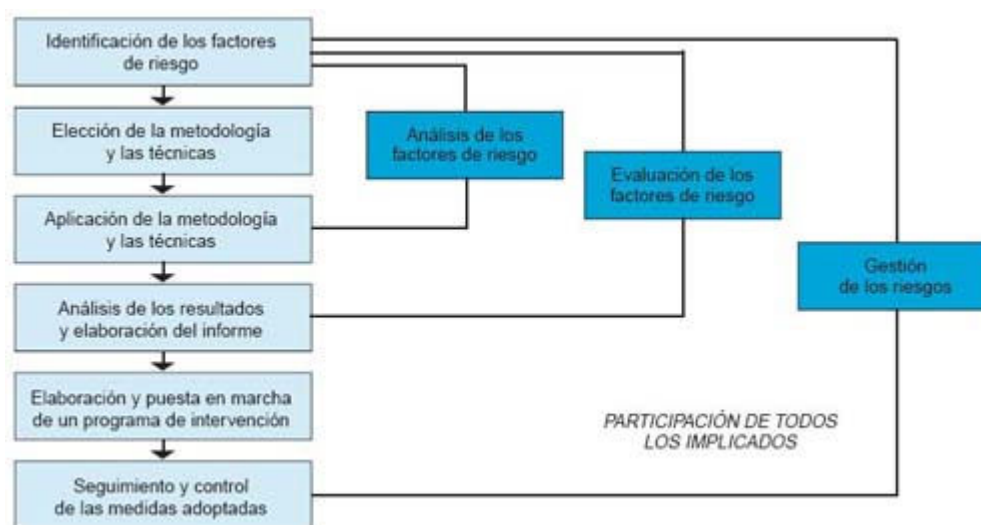 Identificación de los factores
de riesgo
Elección de la metodología
y las técnicas
Aplicación de la metodología
y las técnicas
Análisis de los resultados
y elaboración del informe
Elaboración y puesta en marcha
de un programa de intervención
Seguimiento y control
de las medidas adoptadas
Análisis de los
factores de riesgo
Evaluación de los
factores de riesgo
Gestión
de los riesgos
PARTICIPACIÓN DE TODOS
LOS IMPLICADOS